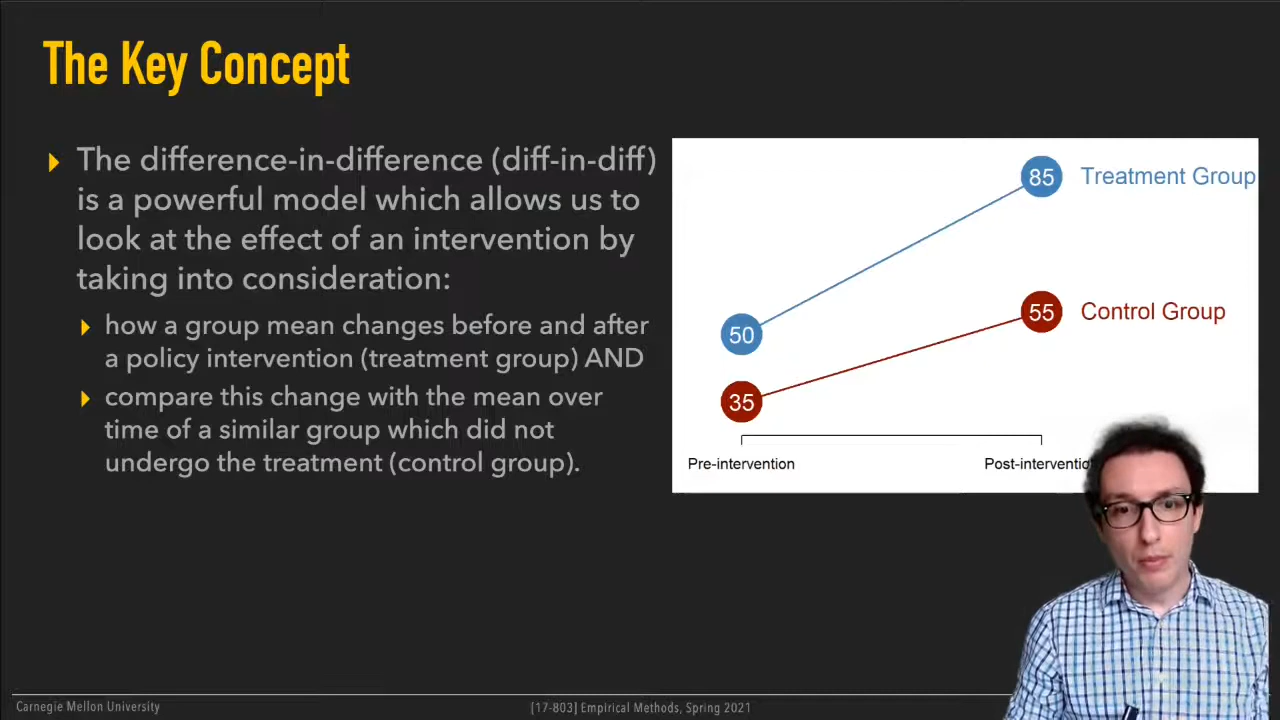 The Key Concept
The difference-in-difference (diff-in-diff)
is a powerful model which allows us to
look at the effect of an intervention by
taking into consideration:
how a group mean changes before and after
a policy intervention (treatment group) AND
compare this change with the mean over
time of a similar group which did not
undergo the treatment (control group).
85 Treatment Group
55 Control Group
50
35
Pre-intervention
Post-interventio
Carnegie Mellon University
[17-803] Empirical Methods, Spring 2021